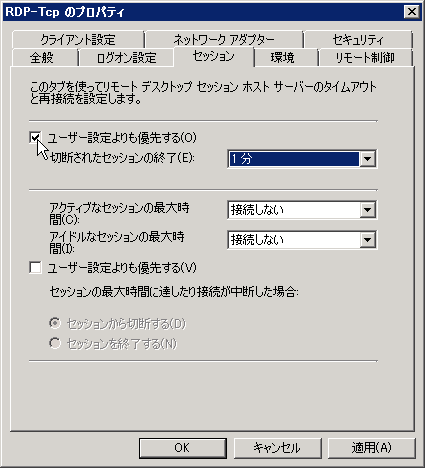 RDP-Tcp のプロパティ
クライアント設定 ネットワーク アダプター セキュリティ
全般 ログオン設定 セッション 環境 リモート制御
このタブを使ってリモート デスクトップ セッション ホスト サーバーのタイムアウト
と再接続を設定します。
ユーザー設定よりも優先する(O)
切断されたセッションの終了(E): 1 分
アクティブなセッションの最大時
間(C): 接続しない
アイドルなセッションの最大時
間(I): 接続しない
ユーザー設定よりも優先する(V)
セッションの最大時間に達したり接続が中断した場合:
セッションから切断する(D)
セッションを終了する(N)
OK キャンセル 適用(A)